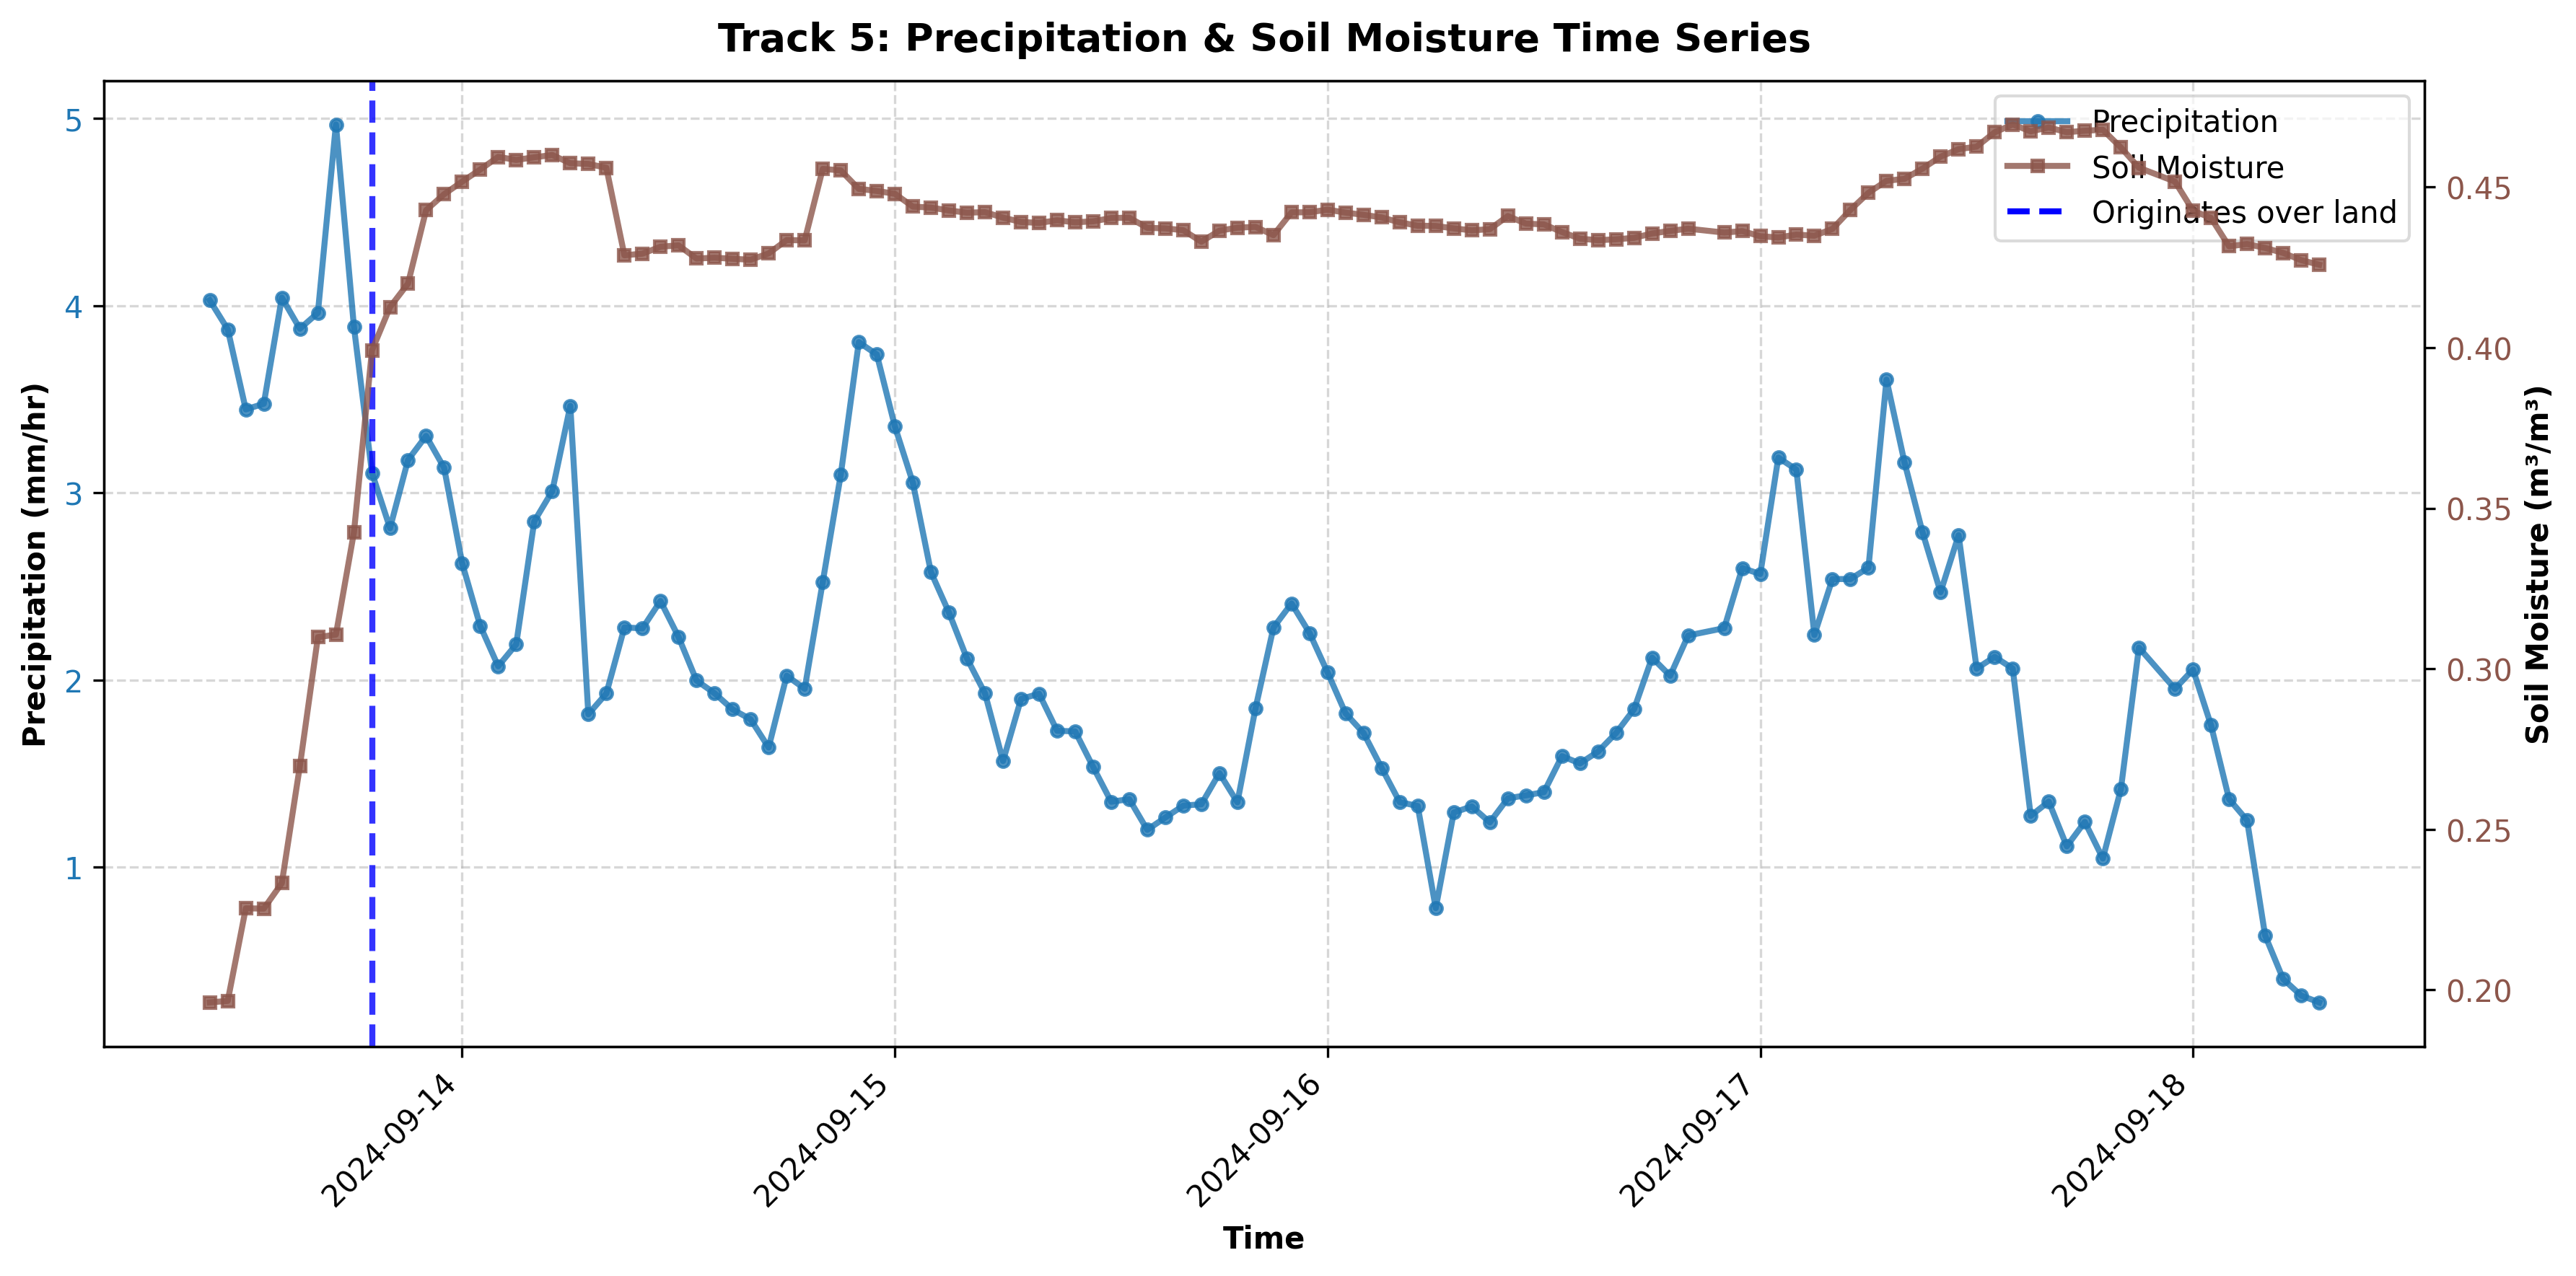 Track 5: Precipitation & Soil Moisture Time Series
Precipitation (mm/hr)
5
4
3
2
1
Precipitation
Soil Moisture
Originates over land
0.45
0.40
0.35
0.30
0.25
0.20
Soil Moisture (m³/m³)
2024-09-14
2024-09-15
2024-09-16
2024-09-17
2024-09-18
Time